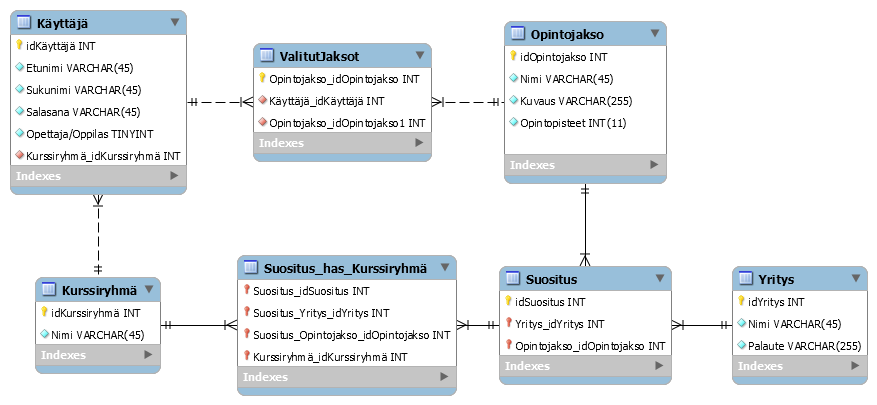 Käyttäjä
idKäyttäjä INT
Etunimi VARCHAR(45)
Sukunimi VARCHAR(45)
Salasana VARCHAR(45)
Opettaja/Oppilas TINYINT
Kurssiryhmä_idKurssiryhmä INT
Indexes
ValitutJaksot
Opintojakso_idOpintojakso INT
Käyttäjä_idKäyttäjä INT
Opintojakso_idOpintojakso1 INT
Indexes
Opintojakso
idOpintojakso INT
Nimi VARCHAR(45)
Kuvaus VARCHAR(255)
Opintopisteet INT(11)
Indexes
Kurssiryhmä
idKurssiryhmä INT
Nimi VARCHAR(45)
Indexes
Suositus_has_Kurssiryhmä
Suositus_idSuositus INT
Suositus_Yritys_idYritys INT
Suositus_Opintojakso_idOpintojakso INT
Kurssiryhmä_idKurssiryhmä INT
Indexes
Suositus
idSuositus INT
Yritys_idYritys INT
Opintojakso_idOpintojakso INT
Indexes
Yritys
idYritys INT
Nimi VARCHAR(45)
Palaute VARCHAR(255)
Indexes